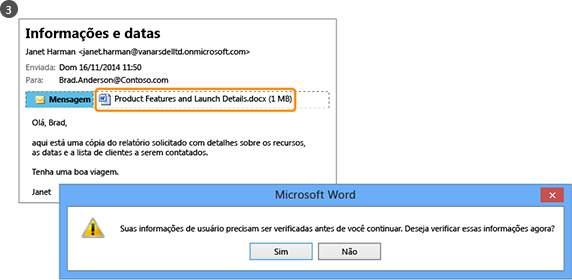 3
Informações e datas
Janet Harman <janet.harman@vanarsdelltd.onmicrosoft.com>
Enviada: Dom 16/11/2014 11:50
Para: Brad.Anderson@Contoso.com
Mensagem Product Features and Launch Details.docx (1 MB)
Olá, Brad,
aqui está uma cópia do relatório solicitado com detalhes sobre os recursos,
as datas e a lista de clientes a serem contatados.
Tenha uma boa viagem.
Janet
Microsoft Word
Suas informações de usuário precisam ser verificadas antes de você continuar. Deseja verificar essas informações agora?
Sim Não